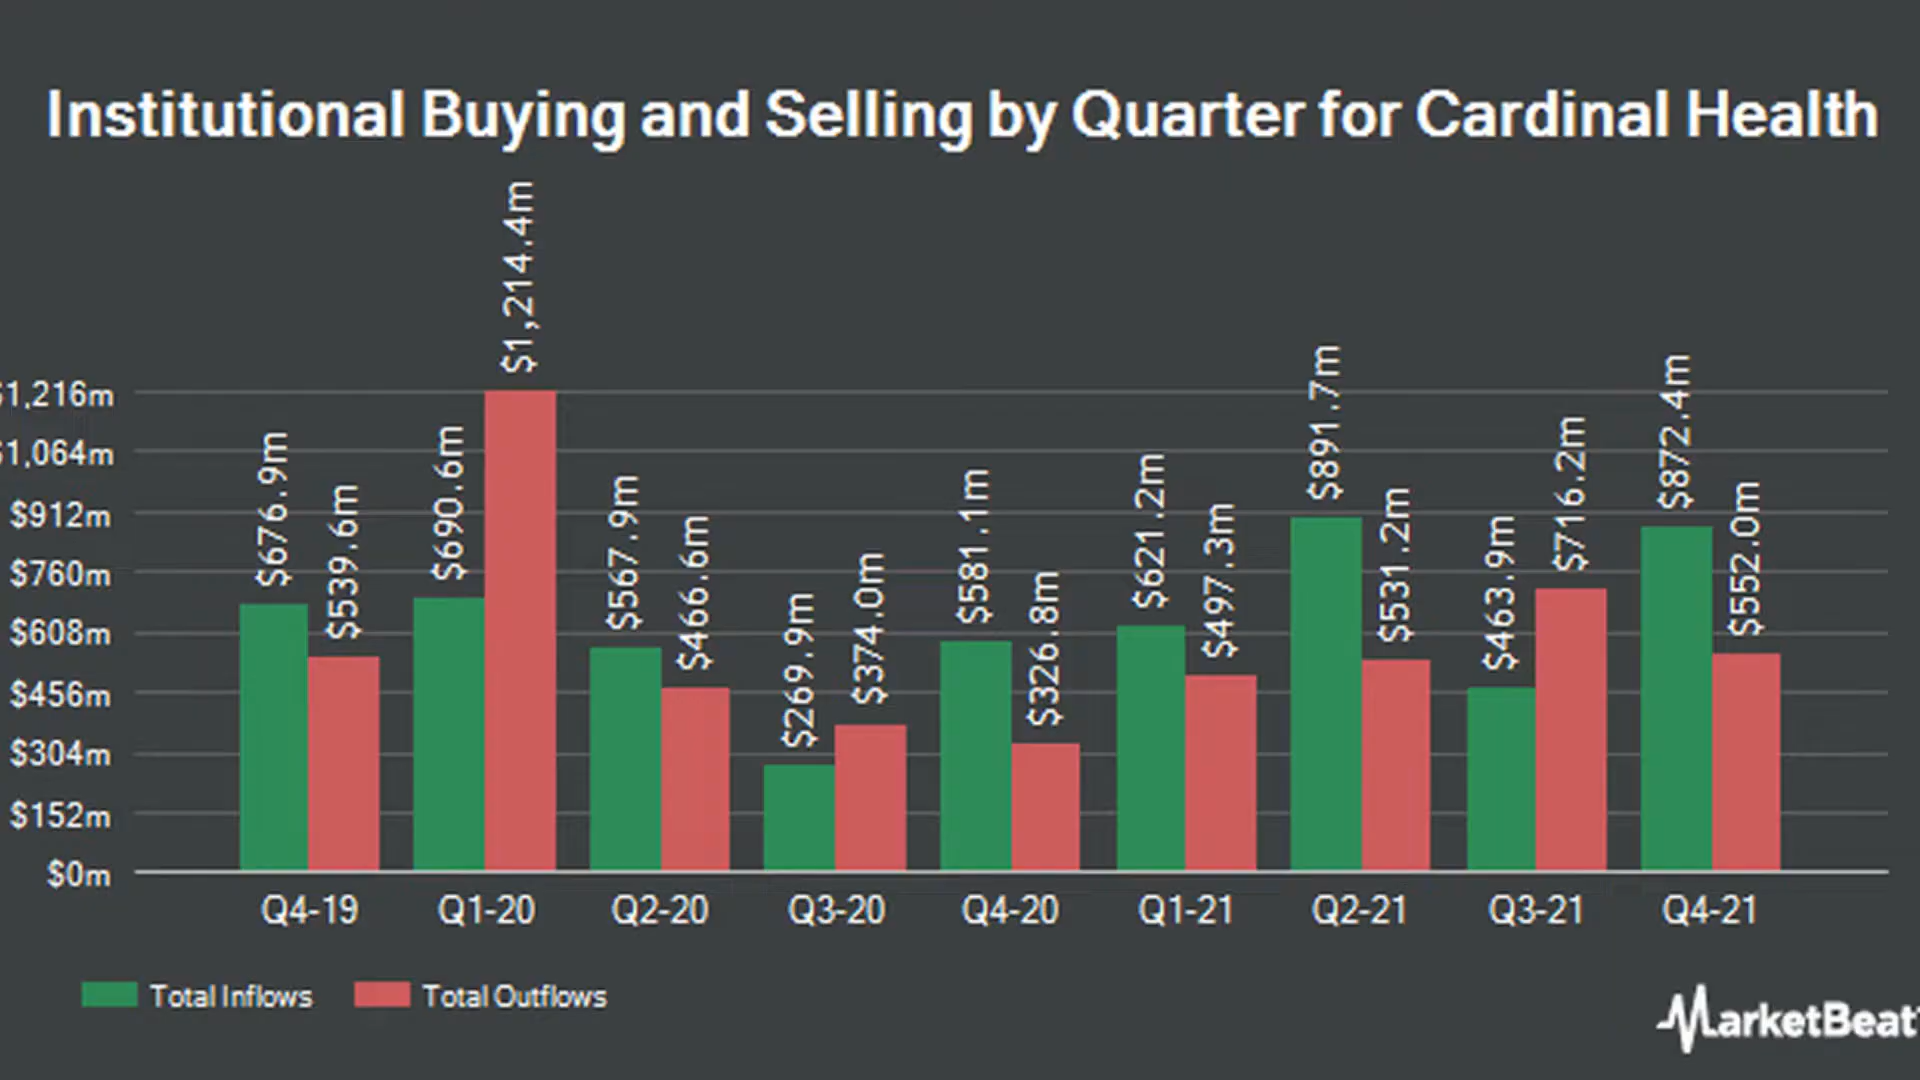 Institutional Buying and Selling by Quarter for Cardinal Health
$1,216m
$1,064m
$912m
$760m
$608m
$456m
$304m
$152m
$0m
$676.9m
$539.6m
$690.6m
$1,214.4m
$567.9m
$466.6m
$269.9m
$374.0m
$581.1m
$326.8m
$621.2m
$497.3m
$891.7m
$531.2m
$463.9m
$716.2m
$872.4m
$552.0m
Q4-19 Q1-20 Q2-20 Q3-20 Q4-20 Q1-21 Q2-21 Q3-21 Q4-21
Total Inflows Total Outflows
MarketBeat